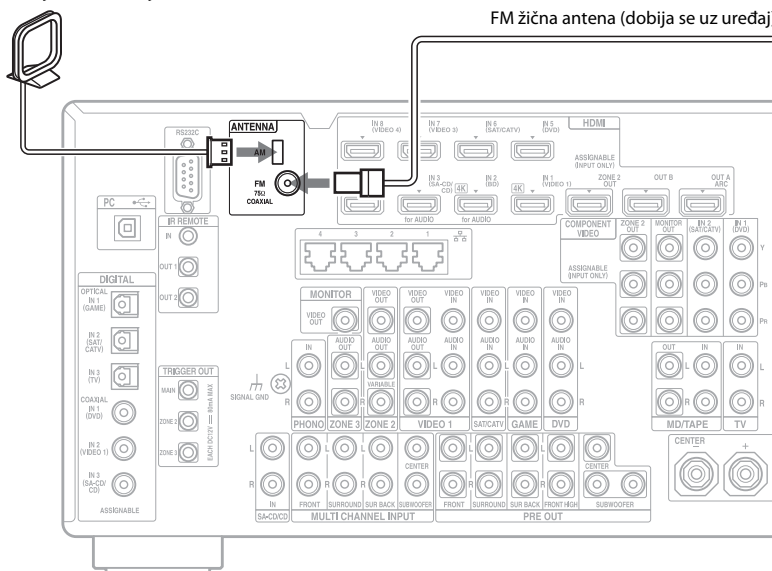 FM žična antena (dobija se uz uređaj)
RS232C
ANTENNA
AM
FM
75Ω
COAXIAL
IN 8
(VIDEO 4)
IN 7
(VIDEO 3)
IN 6
(SAT/CATV)
IN 5
(DVD)
HDMI
ASSIGNABLE
(INPUT ONLY)
IN 3
(SA-CD/
CD)
IN 2
(BD)
IN 1
(VIDEO 1)
4K
4K
ZONE 2
OUT
OUT B
OUT A
ARC
for AUDIO
for AUDIO
PC
IR REMOTE
IN
OUT 1
OUT 2
4 3 2 1
COMPONENT
VIDEO
ASSIGNABLE
(INPUT ONLY)
ZONE 2
OUT
MONITOR
OUT
IN 2
(SAT/CATV)
IN 1
(DVD)
Y
PB
PR
DIGITAL
OPTICAL
IN 1
(GAME)
IN 2
(SAT/
CATV)
IN 3
(TV)
COAXIAL
IN 1
(DVD)
IN 2
(VIDEO 1)
IN 3
(SA-CD/
CD)
ASSIGNABLE
TRIGGER OUT
MAIN
ZONE 2
ZONE 3
EACH DC12V 80mA MAX
SIGNAL GND
MONITOR
VIDEO
OUT
VIDEO
OUT
VIDEO
OUT
VIDEO
IN
VIDEO
IN
VIDEO
IN
VIDEO
IN
IN
AUDIO
OUT
AUDIO
OUT
AUDIO
OUT
AUDIO
IN
AUDIO
IN
AUDIO
IN
AUDIO
IN
VARIABLE
L L L L
R R R R
PHONO ZONE 3 ZONE 2 VIDEO 1 SAT/CATV GAME DVD
OUT IN IN
L L
R R
MD/TAPE TV
L L L
R R R
CENTER
CENTER
IN
SA-CD/CD
FRONT SURROUND SUR BACK SUBWOOFER
MULTI CHANNEL INPUT
FRONT SURROUND SUR BACK FRONT HIGH SUBWOOFER
PRE OUT
CENTER
− +